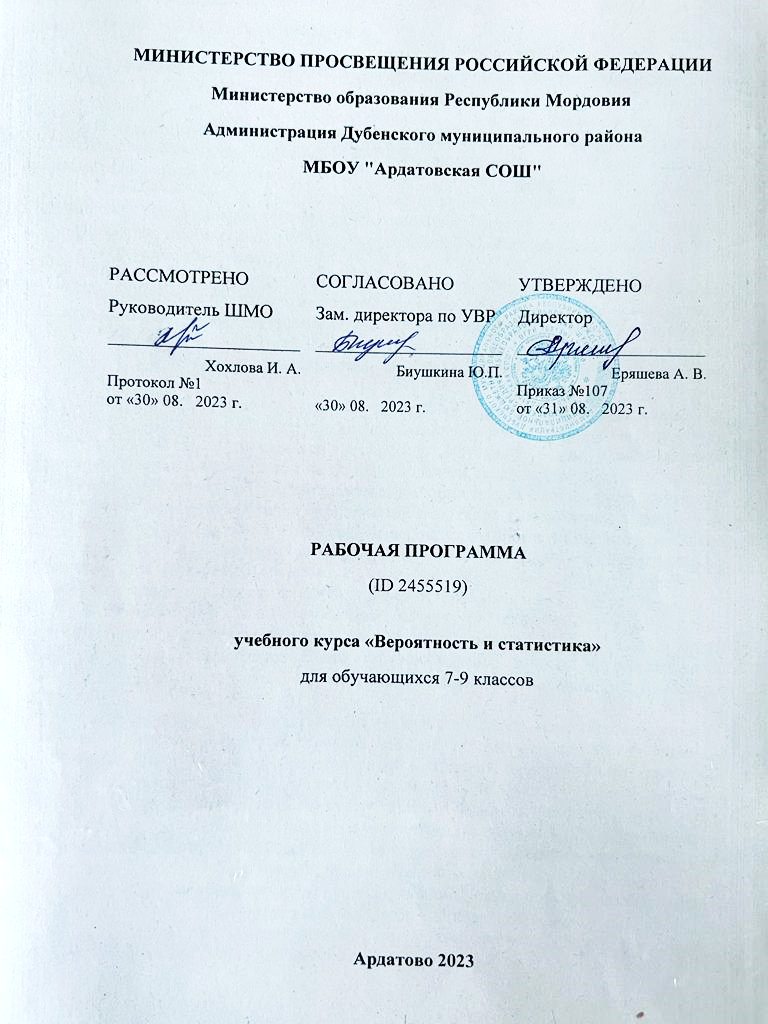 МИНИСТЕРСТВО ПРОСВЕЩЕНИЯ РОССИЙСКОЙ ФЕДЕРАЦИИ
Министерство образования Республики Мордовия
Администрация Дубенского муниципального района
МБОУ "Ардатовская СОШ"
РАССМОТРЕНО
Руководитель ШМО
Хохлова И. А.
Протокол №1
от «30» 08. 2023 г.
СОГЛАСОВАНО
Зам. директора по УВР
Биушкина Ю.П.
«30» 08. 2023 г.
УТВЕРЖДЕНО
Директор
Еряшева А. В.
Приказ №107
от «31» 08. 2023 г.
РАБОЧАЯ ПРОГРАММА
(ID 2455519)
учебного курса «Вероятность и статистика»
для обучающихся 7-9 классов
Ардатово 2023